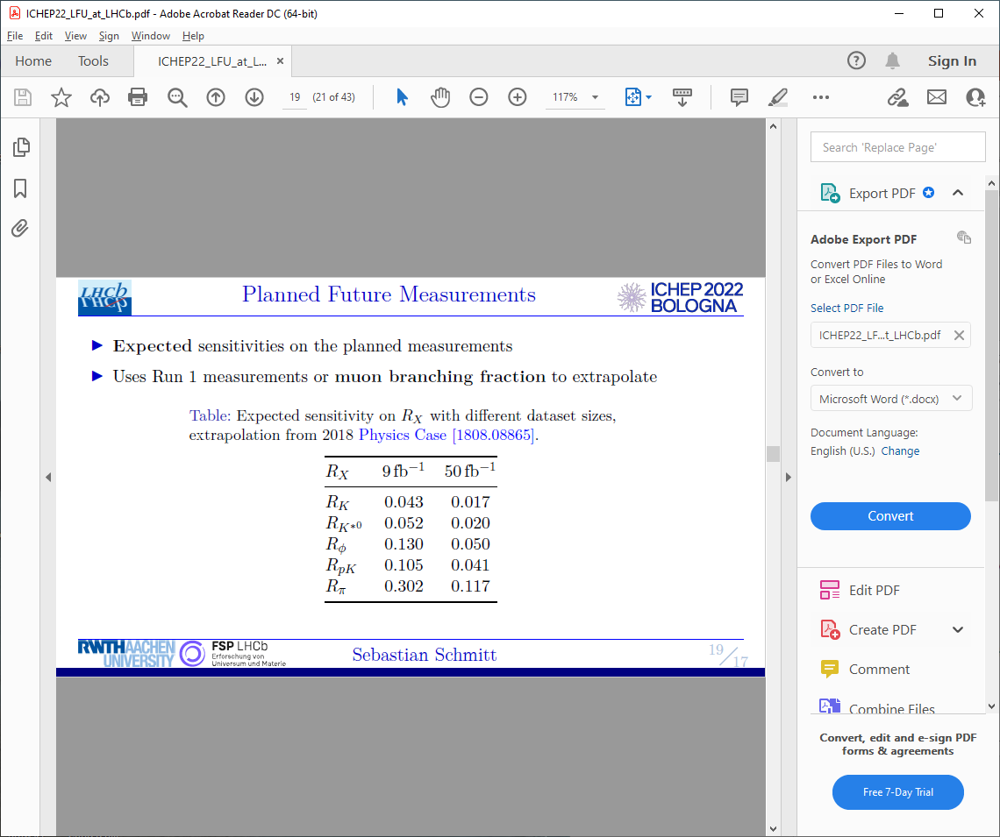 ICHEP22_LFU_at_LHCb.pdf - Adobe Acrobat Reader DC (64-bit)
File Edit View Sign Window Help
Home Tools ICHEP22_LFU_at_L... × Sign In
19 (21 of 43) 117%
Search 'Replace Page'
Export PDF
Adobe Export PDF
Convert PDF Files to Word
or Excel Online
Select PDF File
ICHEP22_LF...t_LHCb.pdf
Convert to
Microsoft Word (*.docx)
Document Language:
English (U.S.) Change
Convert
Edit PDF
Create PDF
Comment
Combine Files
Convert, edit and e-sign PDF
forms & agreements
Free 7-Day Trial
LHCb
Planned Future Measurements
ICHEP 2022
BOLOGNA
▶ Expected sensitivities on the planned measurements
▶ Uses Run 1 measurements or muon branching fraction to extrapolate
Table: Expected sensitivity on R_X with different dataset sizes,
extrapolation from 2018 Physics Case [1808.08865].
R_X 9 fb⁻¹ 50 fb⁻¹
R_K 0.043 0.017
R_K*0 0.052 0.020
R_ϕ 0.130 0.050
R_pK 0.105 0.041
R_π 0.302 0.117
RWTH AACHEN
UNIVERSITY
FSP LHCb
Erforschung von
Universum und Materie
Sebastian Schmitt
19/17